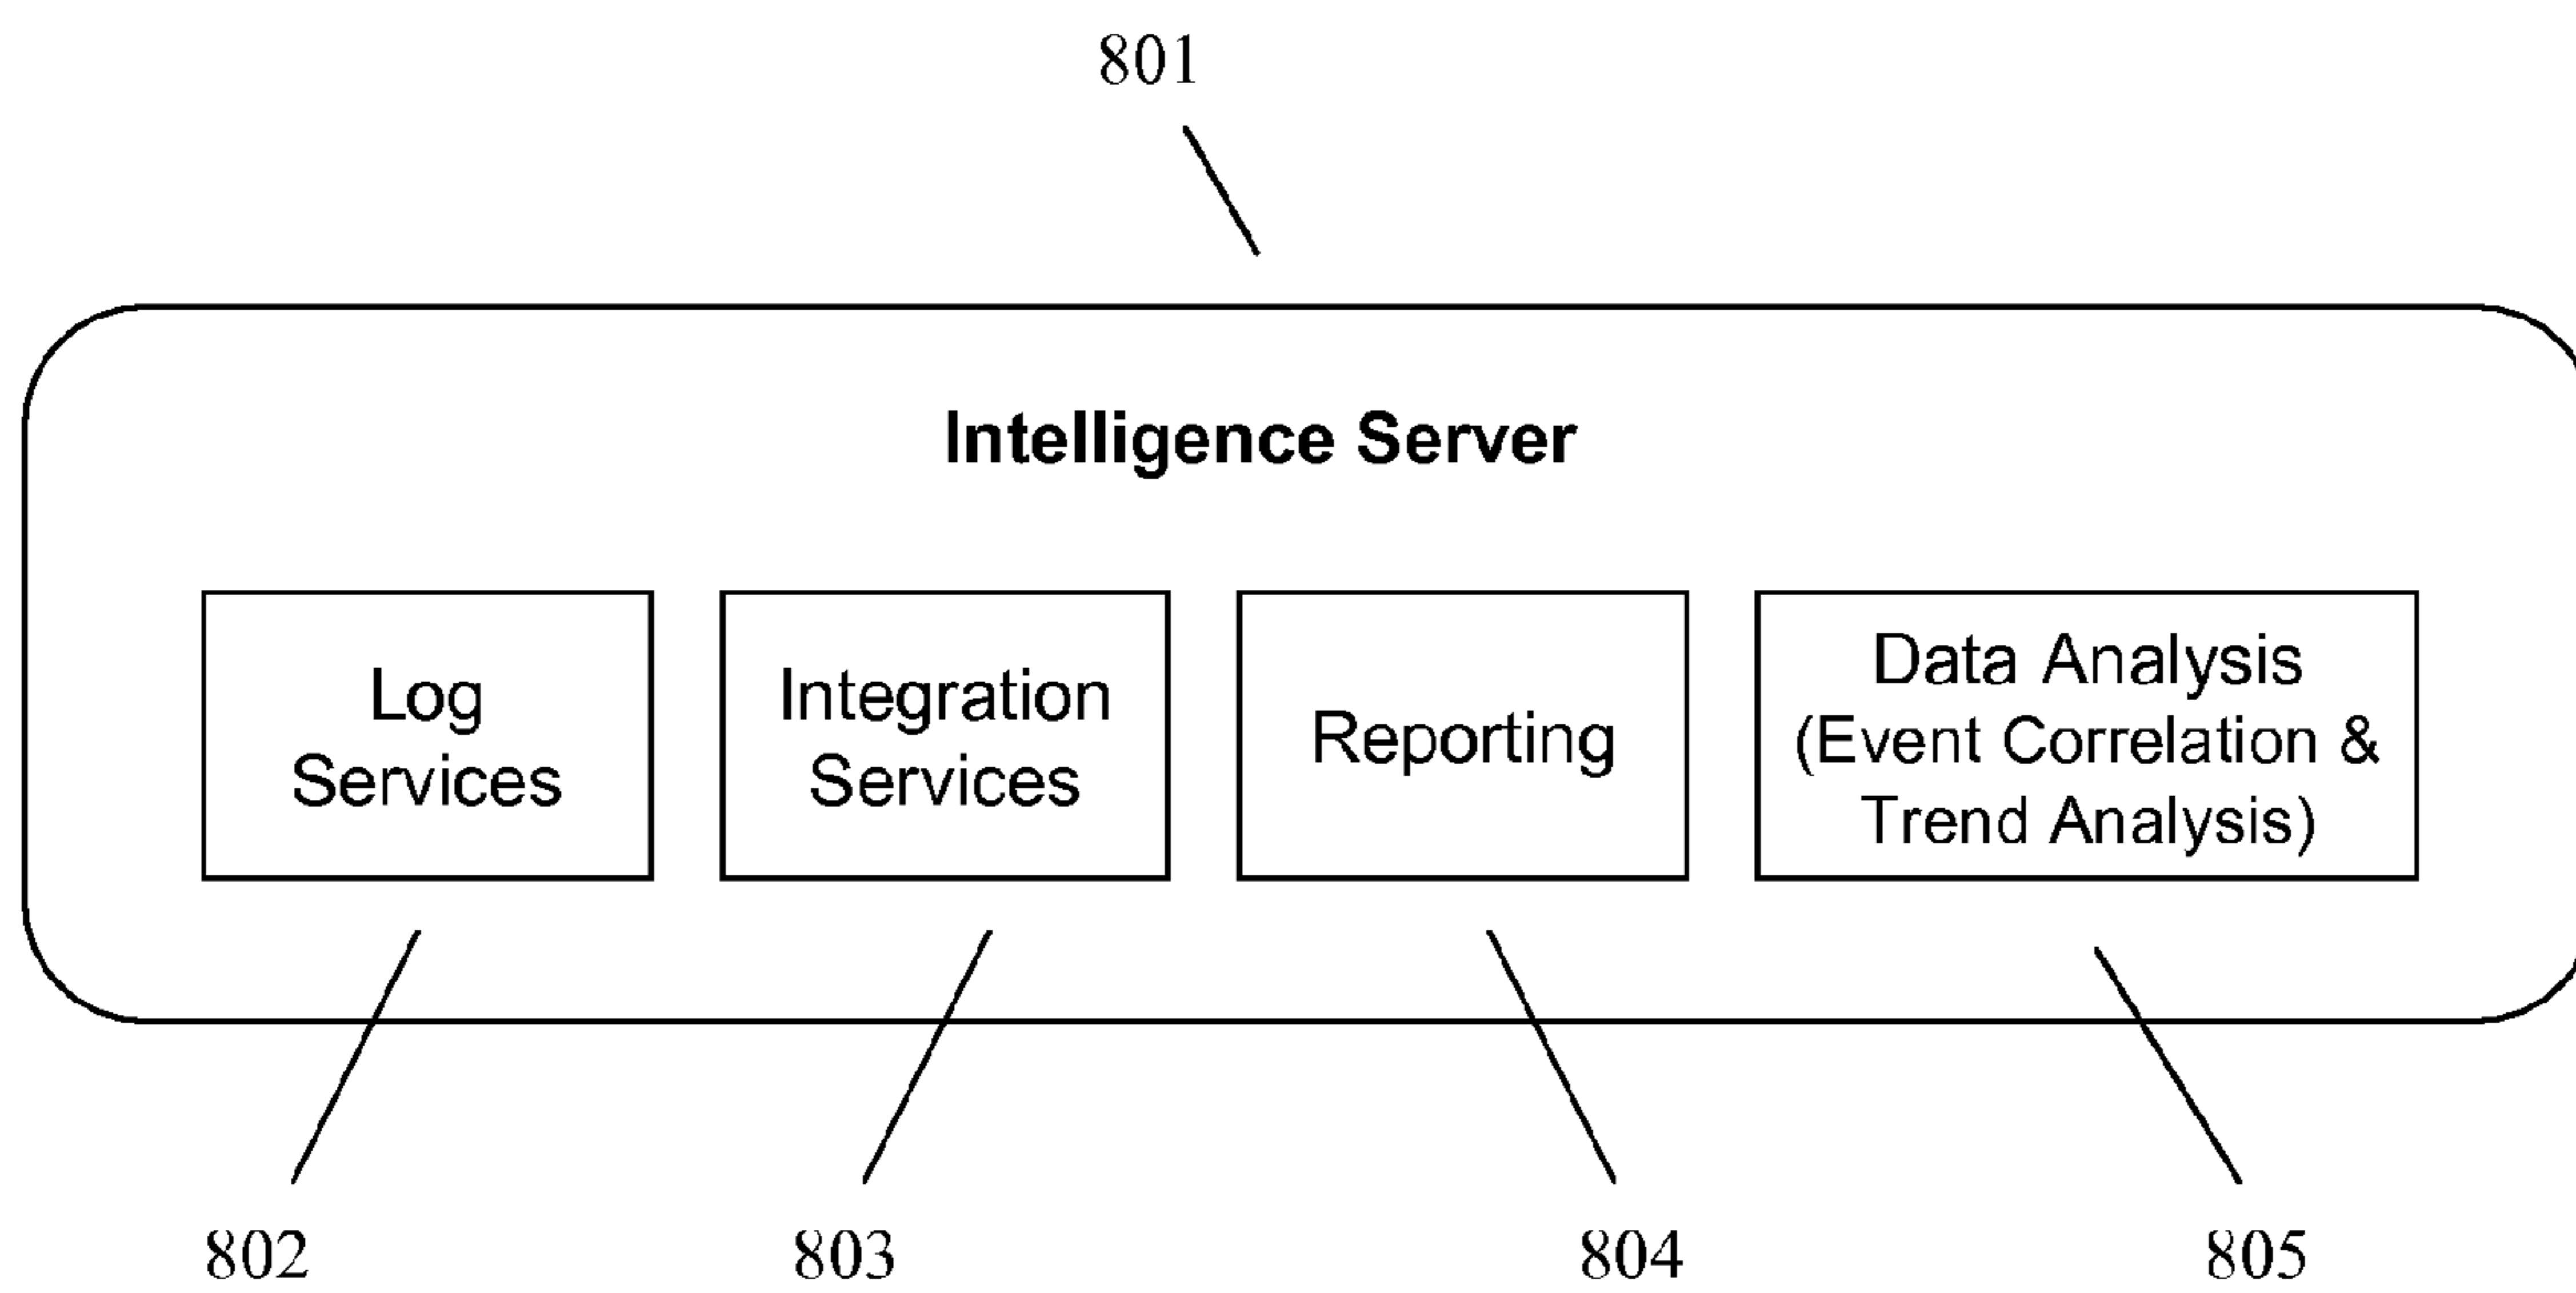 801
Intelligence Server
Log
Services
Integration
Services
Reporting
Data Analysis
(Event Correlation &
Trend Analysis)
802
803
804
805